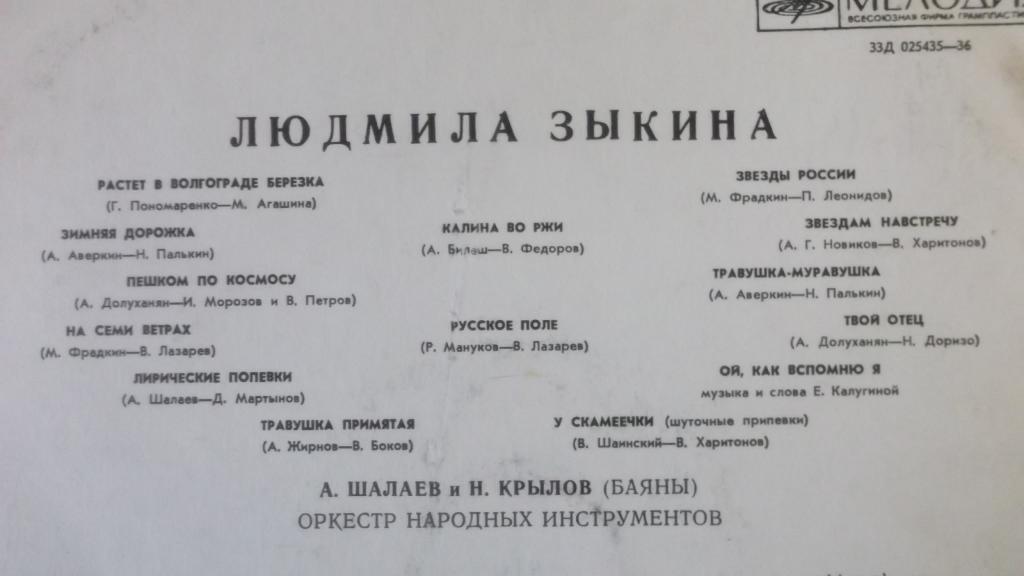 МЕЛОДИЯ
ВСЕСОЮЗНАЯ ФИРМА ГРАМПЛАСТИ
33Д 025435—36
ЛЮДМИЛА ЗЫКИНА
РАСТЕТ В ВОЛГОГРАДЕ БЕРЕЗКА
(Г. Пономаренко—М. Агашина)
ЗИМНЯЯ ДОРОЖКА
(А. Аверкин—Н. Палькин)
ПЕШКОМ ПО КОСМОСУ
(А. Долуханян—И. Морозов и В. Петров)
НА СЕМИ ВЕТРАХ
(М. Фрадкин—В. Лазарев)
ЛИРИЧЕСКИЕ ПОПЕВКИ
(А. Шалаев—Д. Мартынов)
ТРАВУШКА ПРИМЯТАЯ
(А. Жирнов—В. Боков)
КАЛИНА ВО РЖИ
(А. Билаш—В. Федоров)
РУССКОЕ ПОЛЕ
(Р. Мануков—В. Лазарев)
ЗВЕЗДЫ РОССИИ
(М. Фрадкин—П. Леонидов)
ЗВЕЗДАМ НАВСТРЕЧУ
(А. Г. Новиков—В. Харитонов)
ТРАВУШКА-МУРАВУШКА
(А. Аверкин—Н. Палькин)
ТВОЙ ОТЕЦ
(А. Долуханян—Н. Доризо)
ОЙ, КАК ВСПОМНЮ Я
музыка и слова Е. Калугиной
У СКАМЕЕЧКИ (шуточные припевки)
(В. Шаинский—В. Харитонов)
А. ШАЛАЕВ и Н. КРЫЛОВ (БАЯНЫ)
ОРКЕСТР НАРОДНЫХ ИНСТРУМЕНТОВ